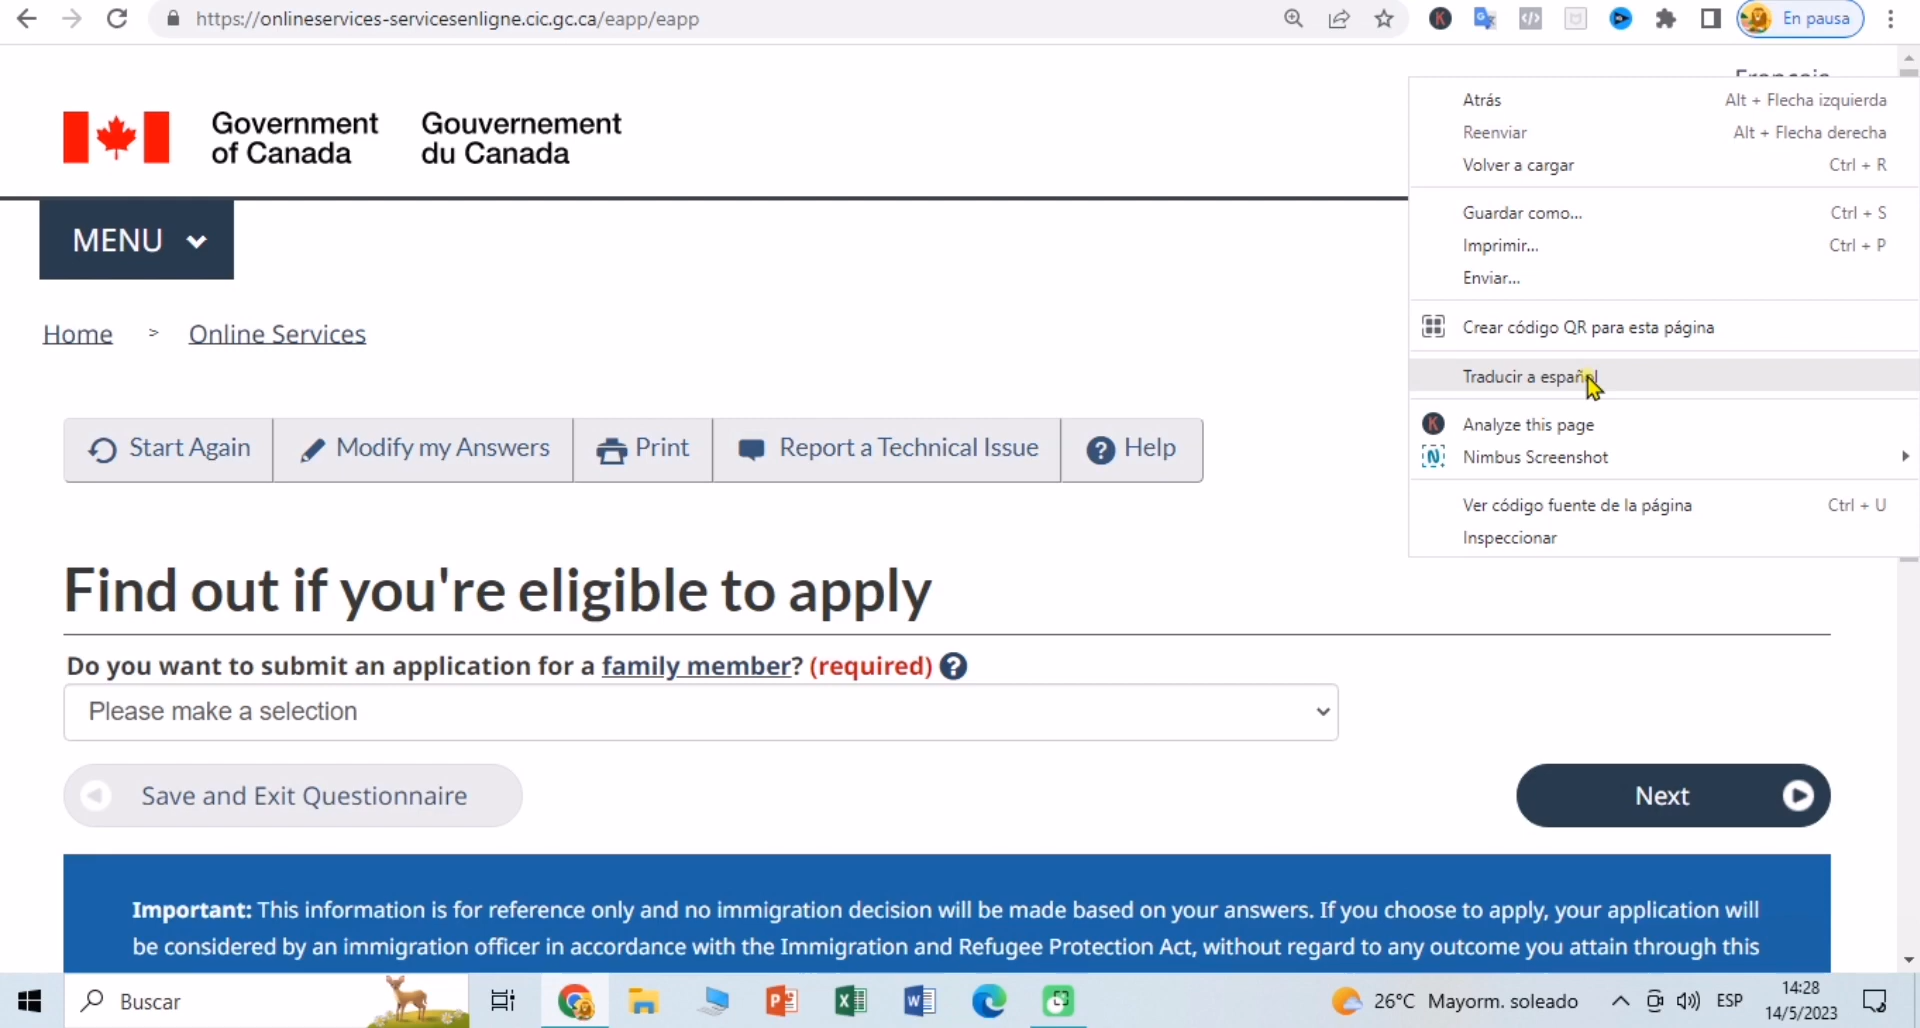 https://onlineservices-servicesenligne.cic.gc.ca/eapp/eapp
En pausa
Français
Government of Canada
Gouvernement du Canada
MENU
Home > Online Services
Start Again
Modify my Answers
Print
Report a Technical Issue
Help
Find out if you're eligible to apply
Do you want to submit an application for a family member? (required) ?
Please make a selection
Save and Exit Questionnaire
Next
Important: This information is for reference only and no immigration decision will be made based on your answers. If you choose to apply, your application will
be considered by an immigration officer in accordance with the Immigration and Refugee Protection Act, without regard to any outcome you attain through this
Atrás Alt + Flecha izquierda
Reenviar Alt + Flecha derecha
Volver a cargar Ctrl + R
Guardar como... Ctrl + S
Imprimir... Ctrl + P
Enviar...
Crear código QR para esta página
Traducir a español
Analyze this page
Nimbus Screenshot
Ver código fuente de la página Ctrl + U
Inspeccionar
Buscar
26°C Mayorm. soleado
ESP
14:28
14/5/2023